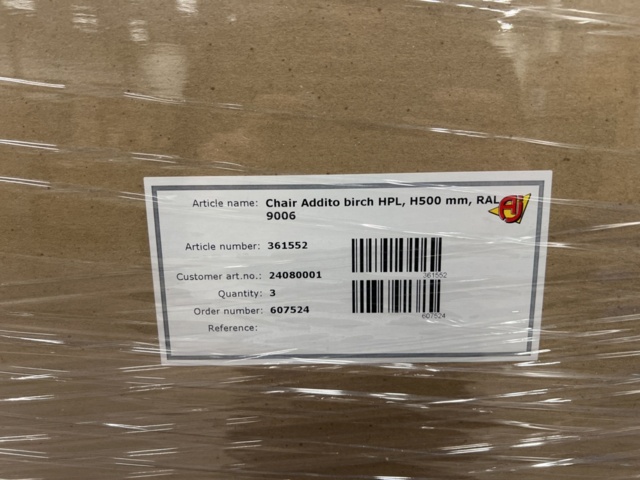 Article name: Chair Addito birch HPL, H500 mm, RAL
9006
AJ
Article number: 361552
361552
Customer art.no.: 24080001
Quantity: 3
Order number: 607524
607524
Reference: